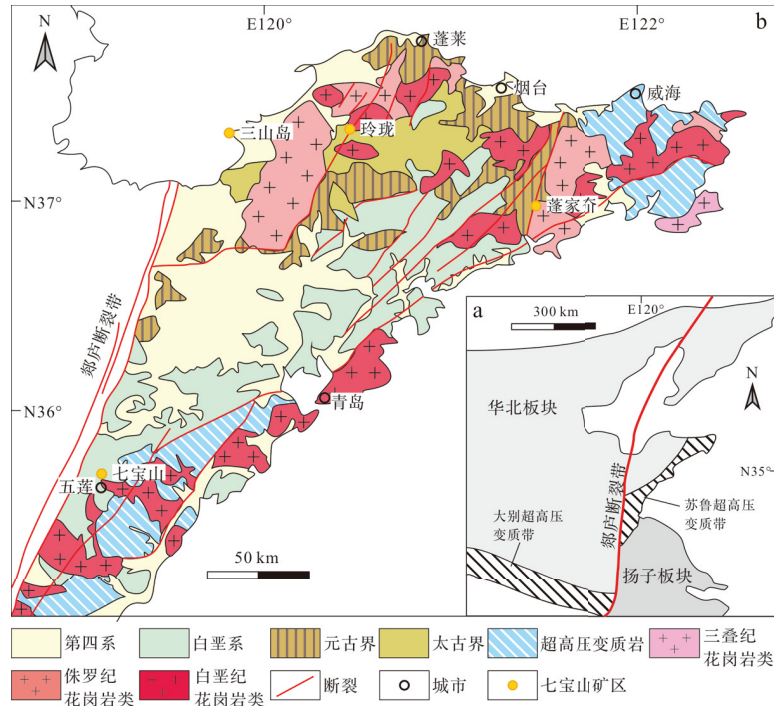 E120°
E122°
b
N
蓬莱
烟台
威海
三山岛
玲珑
N37°
蓬家夼
郯庐断裂带
N36°
青岛
七宝山
五莲
50 km
a
300 km
E120°
N
华北板块
N35°
郯庐断裂带
苏鲁超高压
变质带
大别超高压
变质带
扬子板块
第四系
白垩系
元古界
太古界
超高压变质岩
三叠纪
花岗岩类
侏罗纪
花岗岩类
白垩纪
花岗岩类
断裂
城市
七宝山矿区